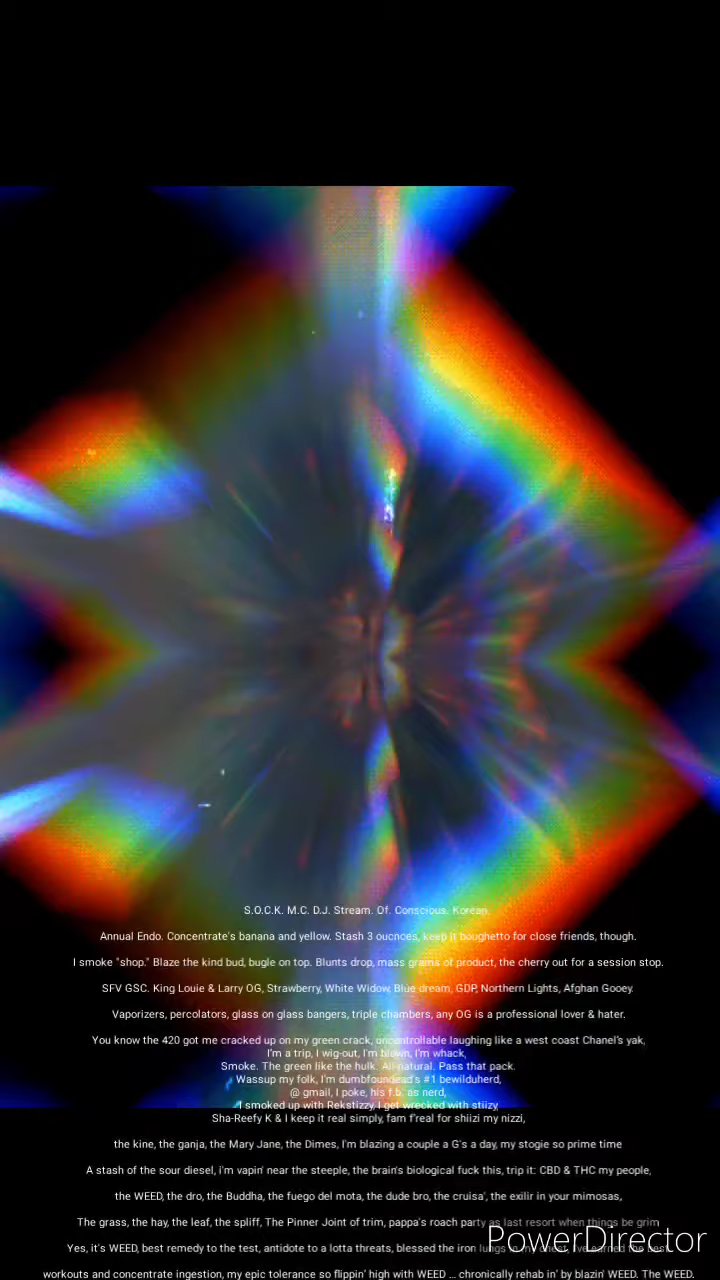 S.O.C.K. M.C. D.J. Stream. Of. Conscious. Korean.
Annual Endo. Concentrate's banana and yellow. Stash 3 oucnces, keep it boughetto for close friends, though.
I smoke "shop." Blaze the kind bud, bugle on top. Blunts drop, mass grams of product, the cherry out for a session stop.
SFV GSC. King Louie & Larry OG, Strawberry, White Widow. Blue dream, GDP, Northern Lights, Afghan Gooey.
Vaporizers, percolators, glass on glass bangers, triple chambers, any OG is a professional lover & hater.
You know the 420 got me cracked up on my green crack, uncontrollable laughing like a west coast Chanel's yak,
I'm a trip, I wig-out, I'm blown, I'm whack,
Smoke. The green like the hulk. All natural. Pass that pack.
Wassup my folk, I'm dumbfoundead's #1 bewilduherd,
@ gmail, I poke, his f.b. as nerd,
I smoked up with Rekstizzy, I get wrecked with stiizy,
Sha-Reefy K & I keep it real simply, fam f'real for shiizi my nizzi,
the kine, the ganja, the Mary Jane, the Dimes, I'm blazing a couple a G's a day, my stogie so prime time
A stash of the sour diesel, i'm vapin' near the steeple, the brain's biological fuck this, trip it: CBD & THC my people,
the WEED, the dro, the Buddha, the fuego del mota, the dude bro, the cruisa', the exilir in your mimosas,
The grass, the hay, the leaf, the spliff, The Pinner Joint of trim, pappa's roach party as last resort when things be grim
Yes, it's WEED, best remedy to the test, antidote to a lotta threats, blessed the iron lungs in my chest, I've earned the best
workouts and concentrate ingestion, my epic tolerance so flippin' high with WEED ... chronically rehab in' by blazin' WEED. The WEED.
PowerDirector